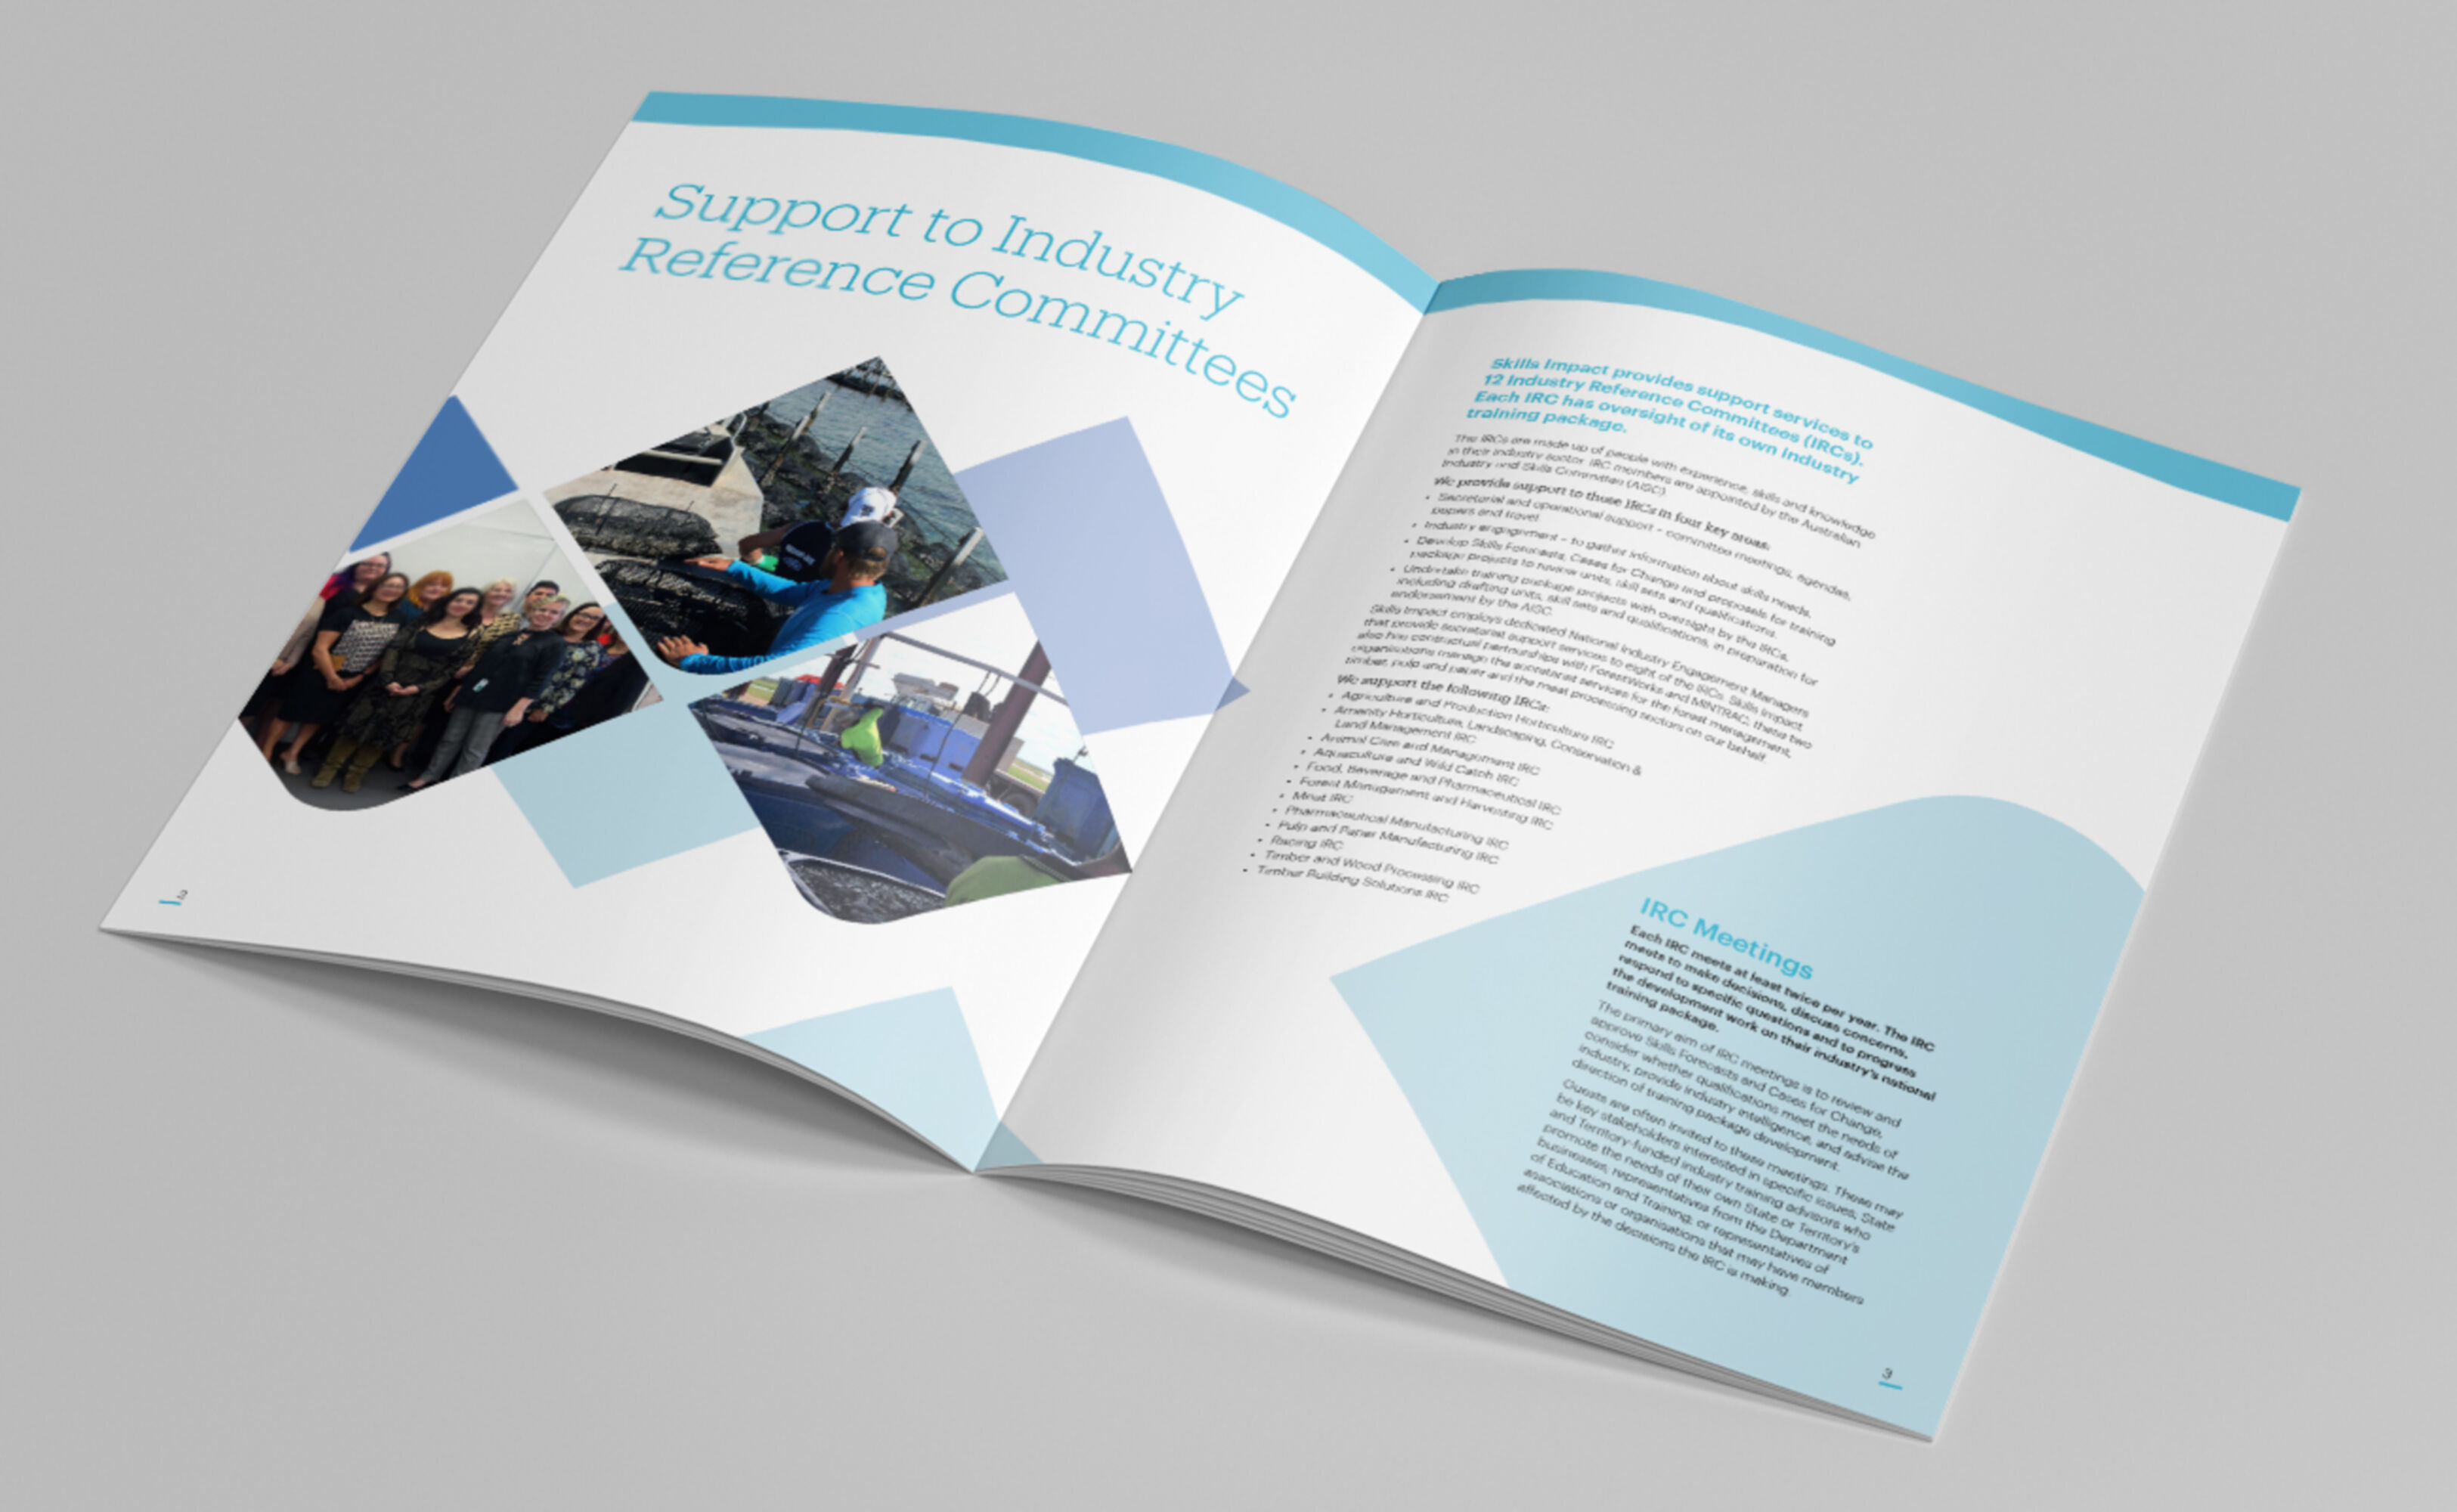 Support to Industry
Reference Committees
2
Skills Impact provides support services to
12 Industry Reference Committees (IRCs).
Each IRC has oversight of its own industry
training package.
The IRCs are made up of people with experience, skills and knowledge
in their industry sector. IRC members are appointed by the Australian
Industry and Skills Committee (AISC).
We provide support to those IRCs in four key areas:
• Secretarial and operational support – committee meetings, agendas,
papers and travel
• Industry engagement – to gather information about skills needs,
• Develop Skills Forecasts, Cases for Change and proposals for training
package projects to review units, skill sets and qualifications.
• Undertake training package projects with oversight by the IRCs,
including drafting units, skill sets and qualifications, in preparation for
endorsement by the AISC.
Skills Impact employs dedicated National Industry Engagement Managers
that provide secretariat support services to eight of the IRCs. Skills Impact
also has contractual partnerships with ForestWorks and MINTRAC, these two
organisations manage the secretariat services for the forest management,
timber, pulp and paper and the meat processing sectors on our behalf.
We support the following IRCs:
• Agriculture and Production Horticulture IRC
• Amenity Horticulture, Landscaping, Conservation &
Land Management IRC
• Animal Care and Management IRC
• Aquaculture and Wild Catch IRC
• Food, Beverage and Pharmaceutical IRC
• Forest Management and Harvesting IRC
• Meat IRC
• Pharmaceutical Manufacturing IRC
• Pulp and Paper Manufacturing IRC
• Racing IRC
• Timber and Wood Processing IRC
• Timber Building Solutions IRC
IRC Meetings
Each IRC meets at least twice per year. The IRC
meets to make decisions, discuss concerns,
respond to specific questions and to progress
the development work on their industry's national
training package.
The primary aim of IRC meetings is to review and
approve Skills Forecasts and Cases for Change,
consider whether qualifications meet the needs of
industry, provide industry intelligence, and advise the
direction of training package development.
Guests are often invited to these meetings. These may
be key stakeholders interested in specific issues, State
and Territory-funded industry training advisors who
promote the needs of their own State or Territory's
businesses, representatives from the Department
of Education and Training, or representatives of
associations or organisations that may have members
affected by the decisions the IRC is making.
3